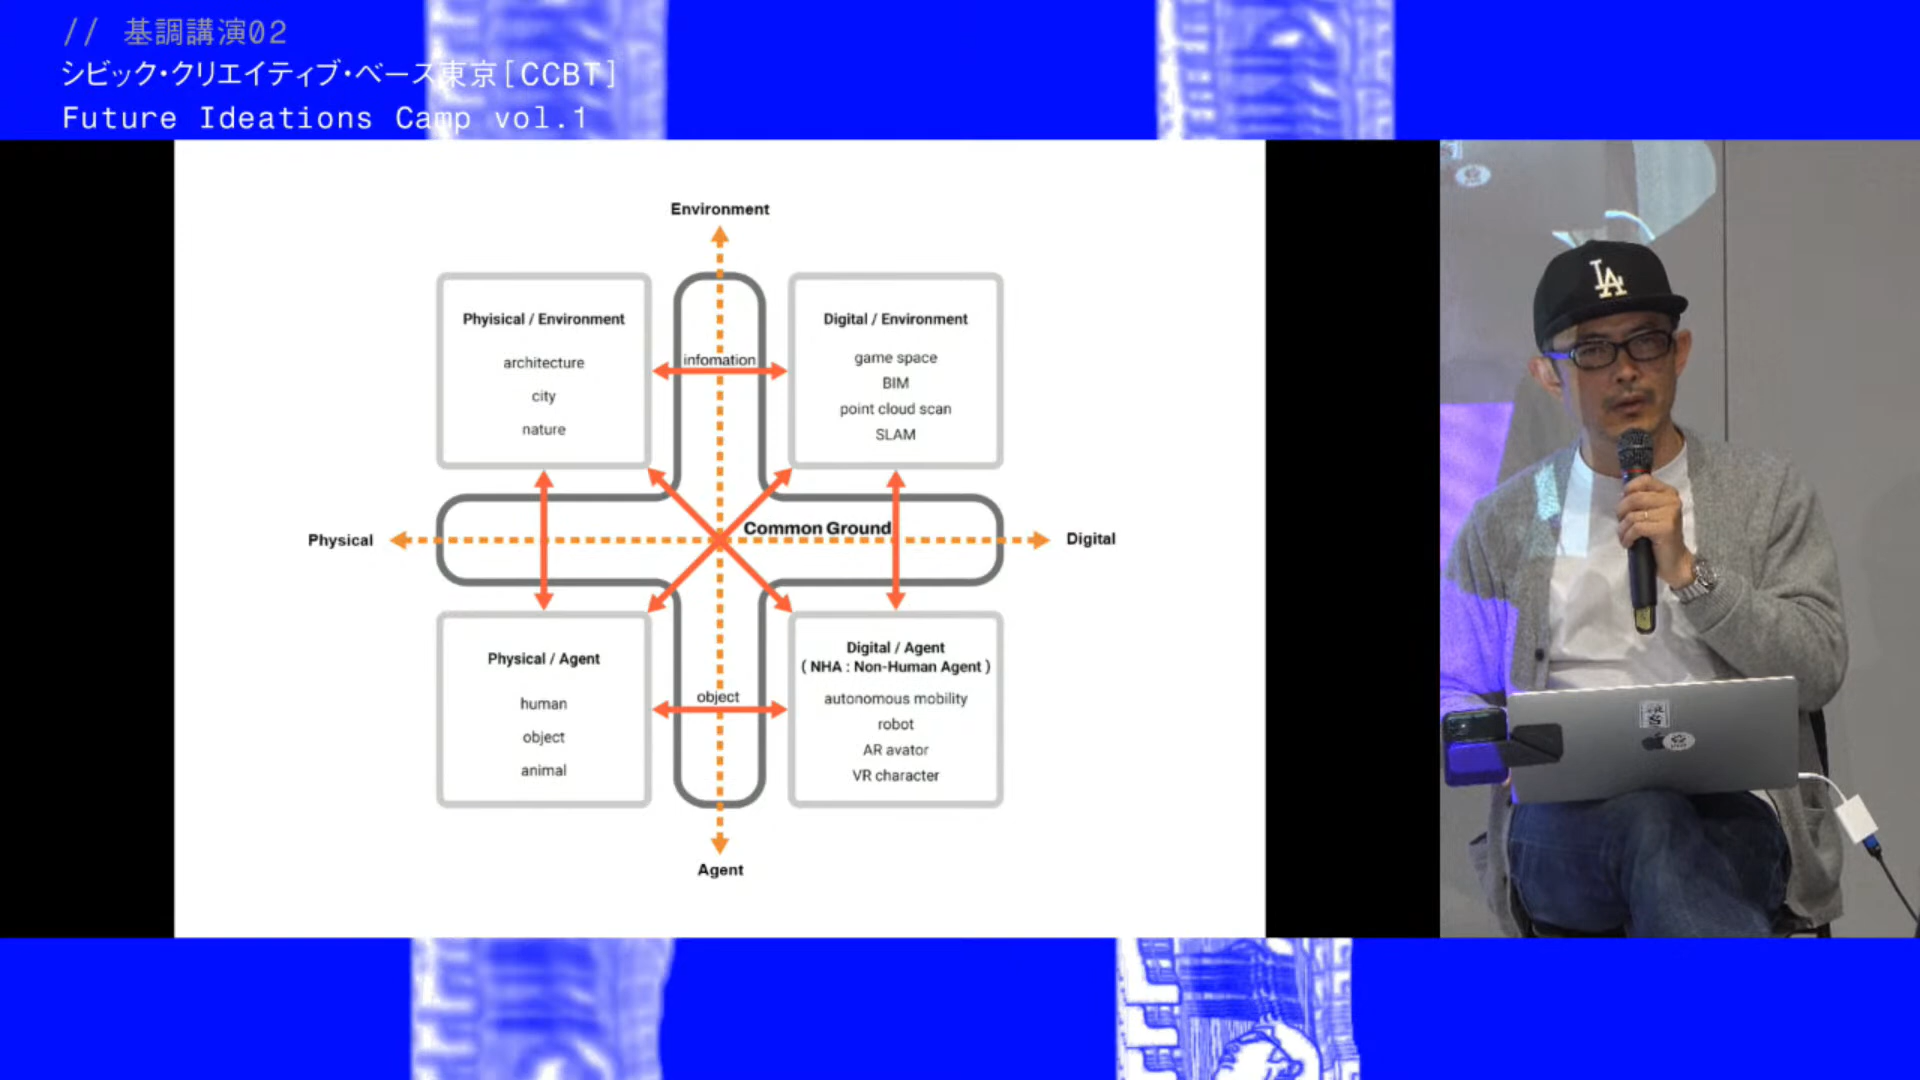 // 基調講演02
シビック・クリエイティブ・ベース東京[CCBT]
Future Ideations Camp vol.1
Environment
Phyisical / Environment
architecture
city
nature
infomation
Digital / Environment
game space
BIM
point cloud scan
SLAM
Physical
Common Ground
Digital
Physical / Agent
human
object
animal
object
Digital / Agent
( NHA : Non-Human Agent )
autonomous mobility
robot
AR avator
VR character
Agent
LA